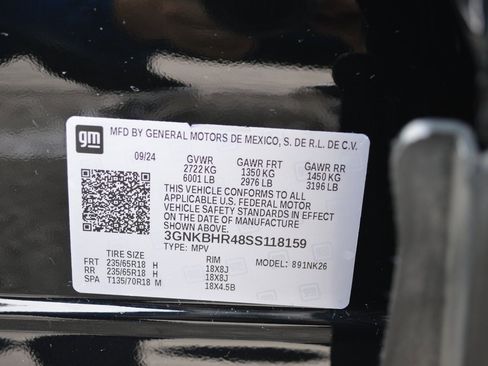 gm
MFD BY GENERAL MOTORS DE MEXICO, S. DE R.L. DE C.V.
09/24 GVWR GAWR FRT GAWR RR
2722 KG 1350 KG 1450 KG
6001 LB 2976 LB 3196 LB
THIS VEHICLE CONFORMS TO ALL
APPLICABLE U.S. FEDERAL MOTOR
VEHICLE SAFETY STANDARDS IN EFFECT
ON THE DATE OF MANUFACTURE
3GNKBHR48SS118159
TYPE: MPV
TIRE SIZE RIM 891NK26
FRT 235/65R18 H 18X8J
RR 235/65R18 H 18X8J
SPA T135/70R18 M 18X4.5B